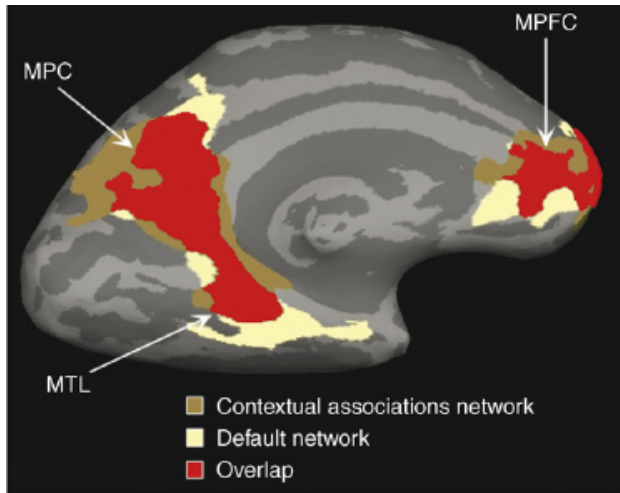 MPFC
MPC
MTL
Contextual associations network
Default network
Overlap